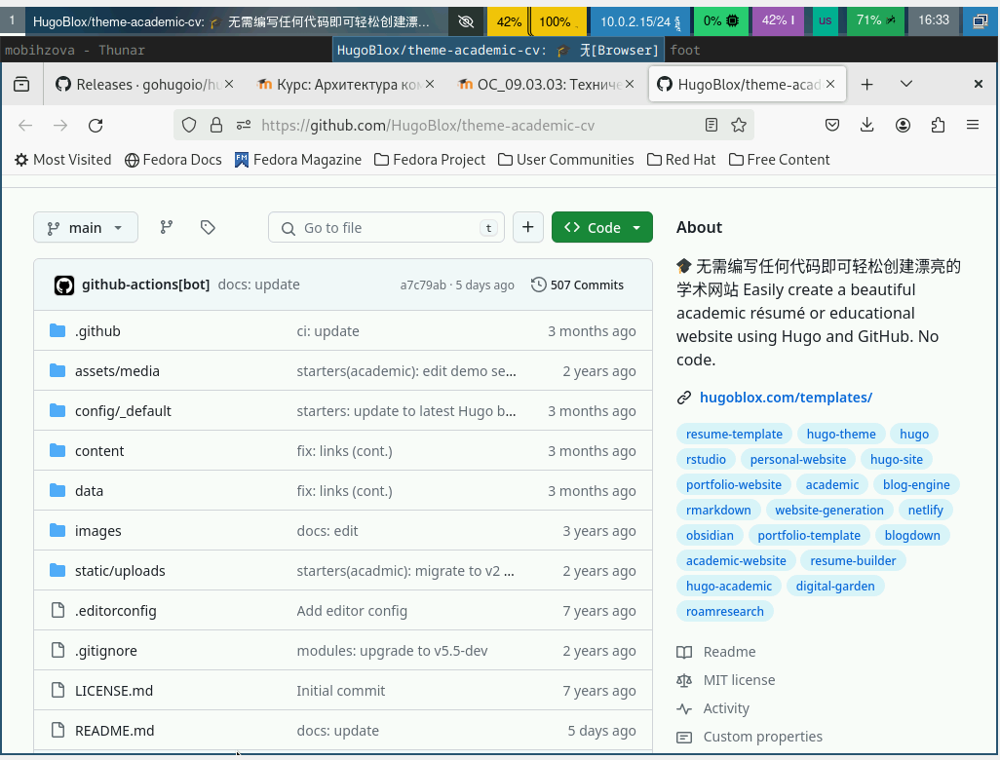 1 HugoBlox/theme-academic-cv: 🎓 无需编写任何代码即可轻松创建漂... 42% 100% 10.0.2.15/24 0% 42% us 71% 16:33
mobihzova - Thunar HugoBlox/theme-academic-cv: 🎓 无[Browser] foot
Releases · gohugoio/hu Курс: Архитектура ком ОС_09.03.03: Техниче HugoBlox/theme-acad
https://github.com/HugoBlox/theme-academic-cv
Most Visited Fedora Docs Fedora Magazine Fedora Project User Communities Red Hat Free Content
main Go to file t + Code
github-actions[bot] docs: update a7c79ab · 5 days ago 507 Commits
.github ci: update 3 months ago
assets/media starters(academic): edit demo se... 2 years ago
config/_default starters: update to latest Hugo b... 3 months ago
content fix: links (cont.) 3 months ago
data fix: links (cont.) 3 months ago
images docs: edit 3 years ago
static/uploads starters(acadmic): migrate to v2 ... 2 years ago
.editorconfig Add editor config 7 years ago
.gitignore modules: upgrade to v5.5-dev 2 years ago
LICENSE.md Initial commit 7 years ago
README.md docs: update 5 days ago
About
🎓 无需编写任何代码即可轻松创建漂亮的
学术网站 Easily create a beautiful
academic résumé or educational
website using Hugo and GitHub. No
code.
hugoblox.com/templates/
resume-template hugo-theme hugo
rstudio personal-website hugo-site
portfolio-website academic blog-engine
rmarkdown website-generation netlify
obsidian portfolio-template blogdown
academic-website resume-builder
hugo-academic digital-garden
roamresearch
Readme
MIT license
Activity
Custom properties